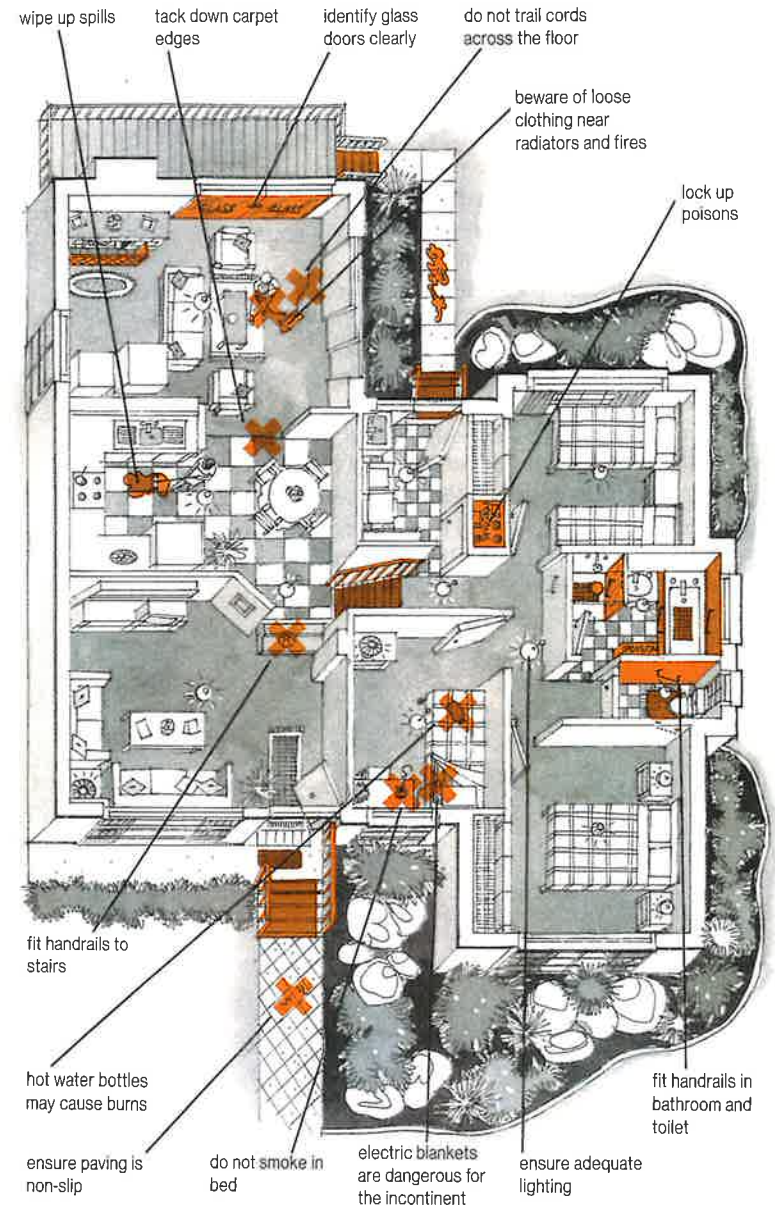 wipe up spills
tack down carpet
edges
identify glass
doors clearly
do not trail cords
across the floor
beware of loose
clothing near
radiators and fires
lock up
poisons
GLASS GLASS
fit handrails to
stairs
hot water bottles
may cause burns
ensure paving is
non-slip
do not smoke in
bed
electric blankets
are dangerous for
the incontinent
ensure adequate
lighting
fit handrails in
bathroom and
toilet